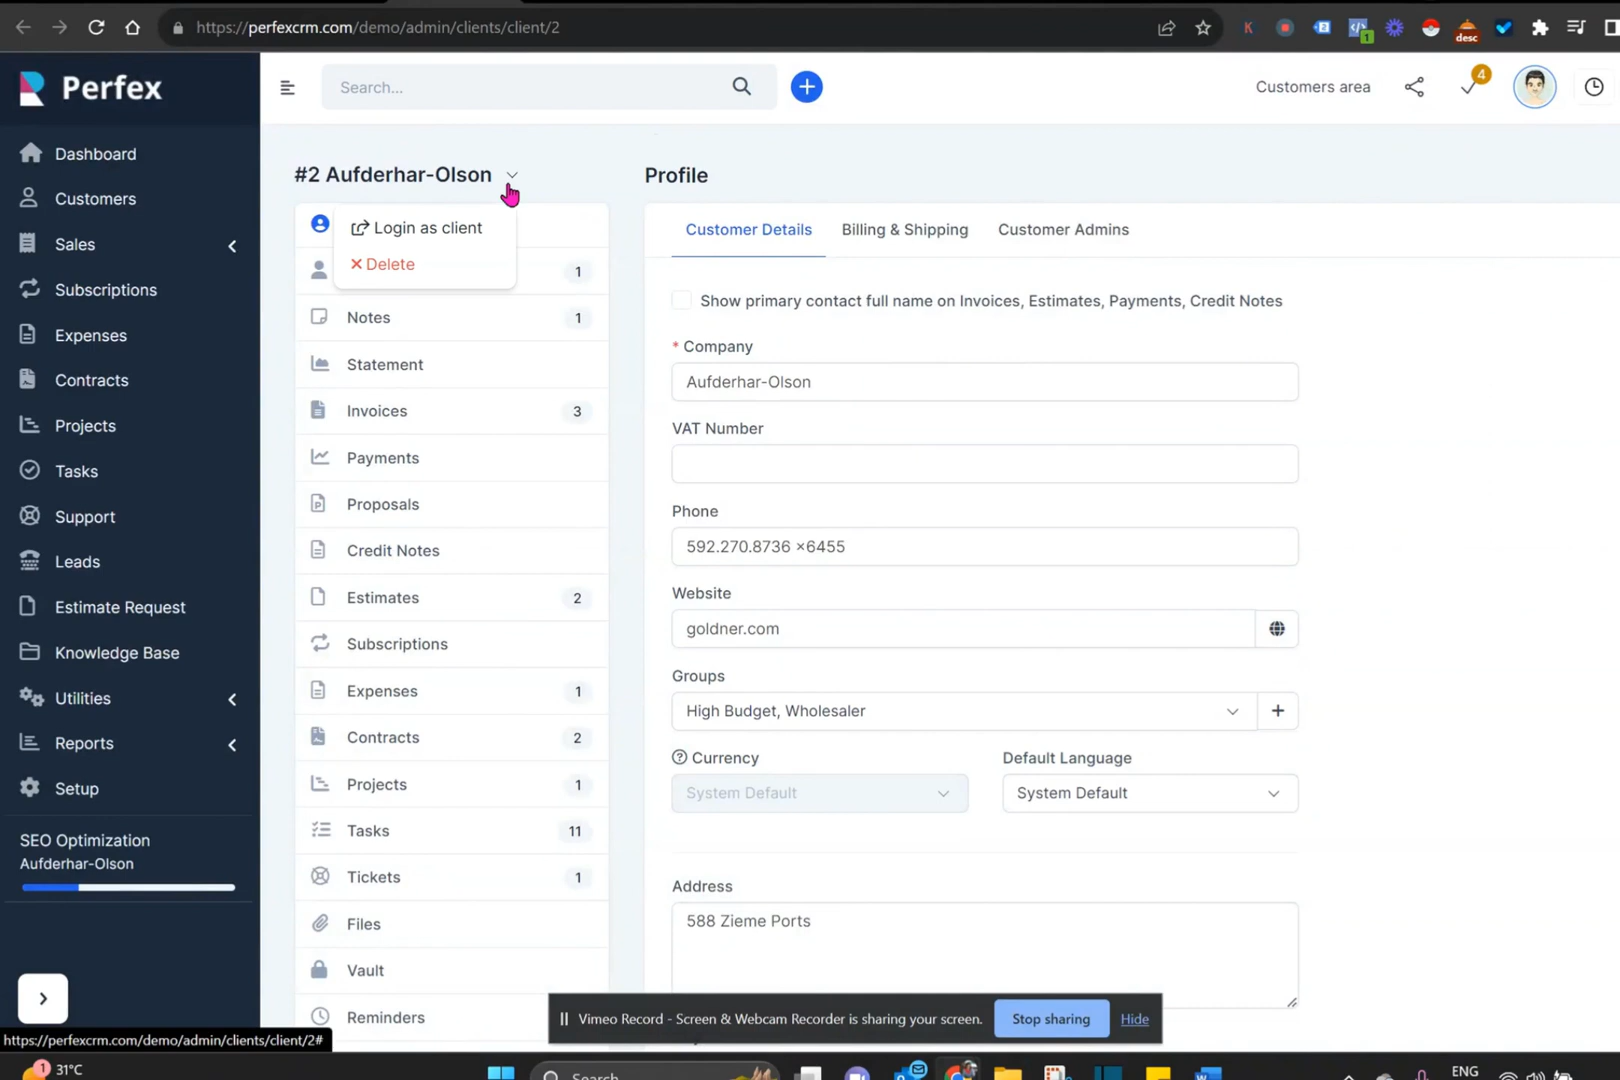 https://perfexcrm.com/demo/admin/clients/client/2
K
1
desc
Perfex
Search...
Customers area
4
Dashboard
Customers
Sales
Subscriptions
Expenses
Contracts
Projects
Tasks
Support
Leads
Estimate Request
Knowledge Base
Utilities
Reports
Setup
SEO Optimization
Aufderhar-Olson
#2 Aufderhar-Olson
Login as client
Delete
1
Notes 1
Statement
Invoices 3
Payments
Proposals
Credit Notes
Estimates 2
Subscriptions
Expenses 1
Contracts 2
Projects 1
Tasks 11
Tickets 1
Files
Vault
Reminders
Profile
Customer Details Billing & Shipping Customer Admins
Show primary contact full name on Invoices, Estimates, Payments, Credit Notes
* Company
Aufderhar-Olson
VAT Number
Phone
592.270.8736 ×6455
Website
goldner.com
Groups
High Budget, Wholesaler
Currency Default Language
System Default System Default
Address
588 Zieme Ports
Vimeo Record - Screen & Webcam Recorder is sharing your screen. Stop sharing Hide
https://perfexcrm.com/demo/admin/clients/client/2#
1
31°C
Search
ENG